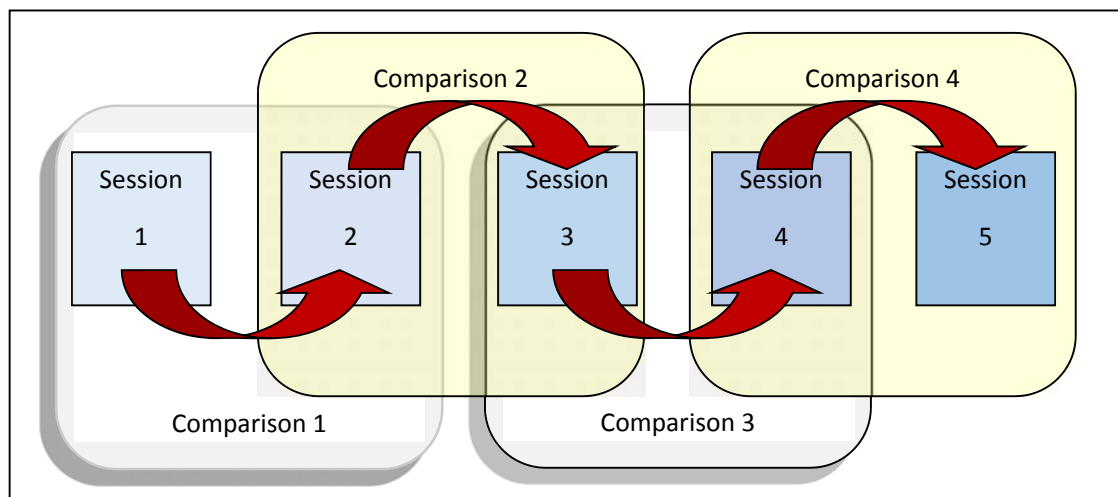 Comparison 2
Comparison 4
Session
1
Session
2
Session
3
Session
4
Session
5
Comparison 1
Comparison 3